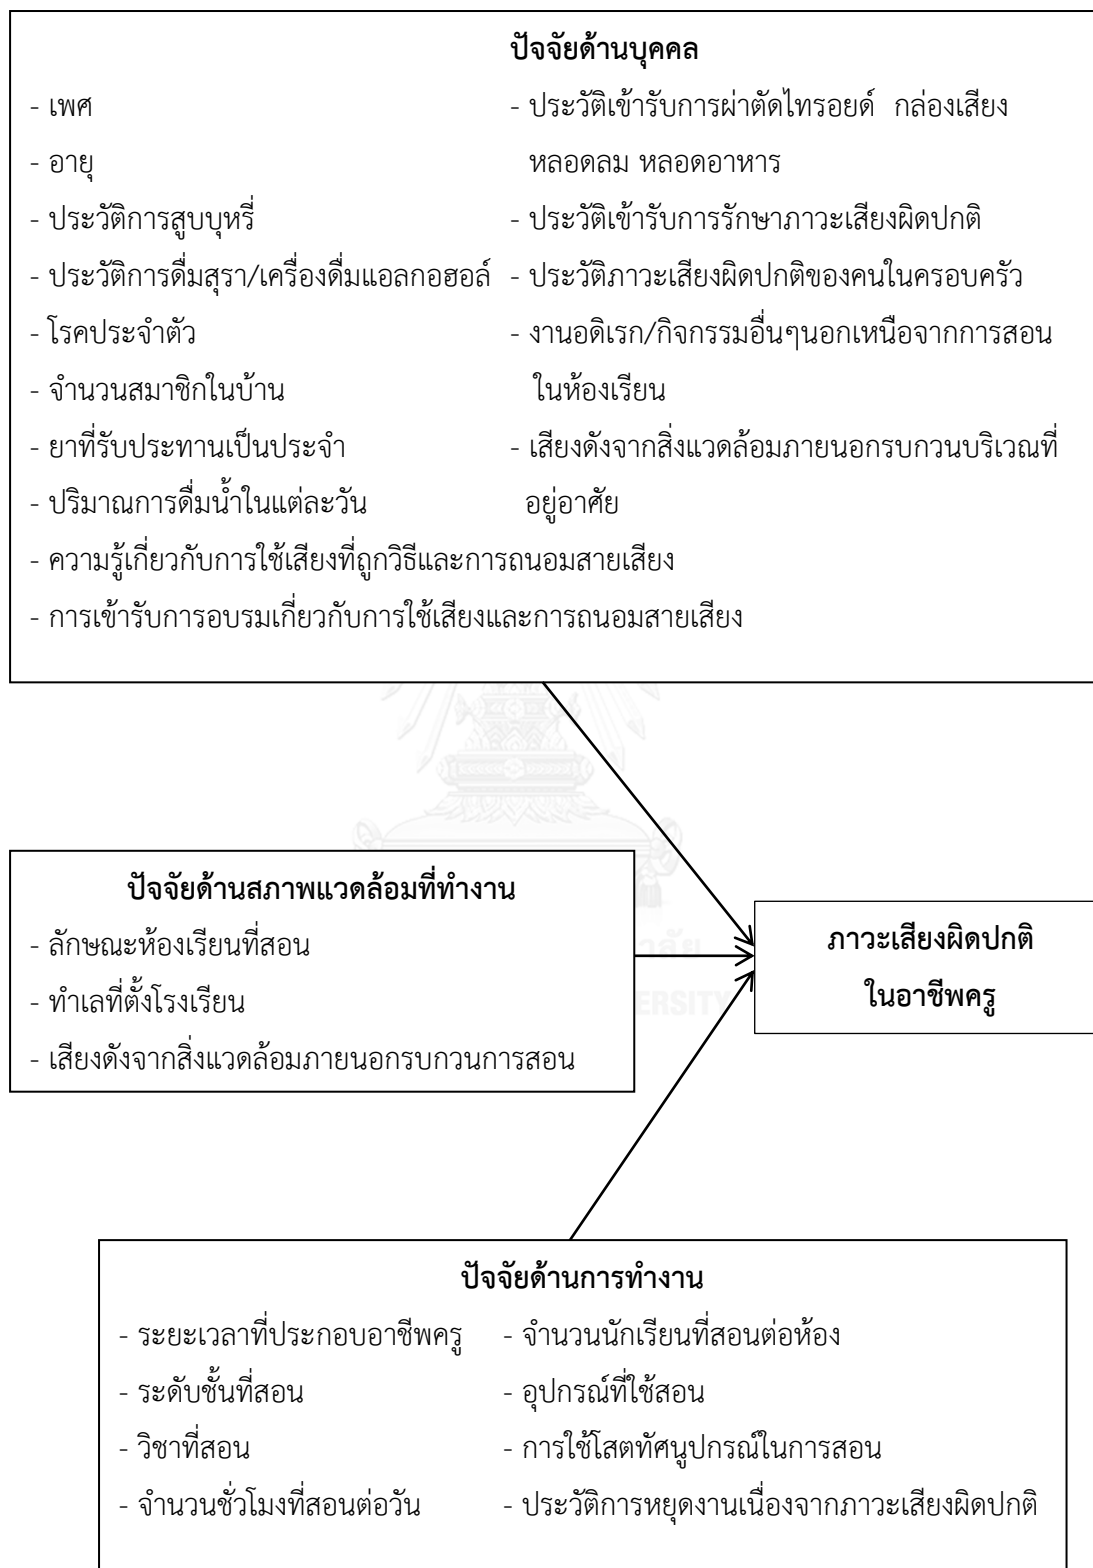 ปัจจัยด้านบุคคล
- เพศ
- อายุ
- ประวัติการสูบบุหรี่
- ประวัติการดื่มสุรา/เครื่องดื่มแอลกอฮอล์
- โรคประจำตัว
- จำนวนสมาชิกในบ้าน
- ยาที่รับประทานเป็นประจำ
- ปริมาณการดื่มน้ำในแต่ละวัน
- ประวัติเข้ารับการผ่าตัดไทรอยด์ กล่องเสียง
หลอดลม หลอดอาหาร
- ประวัติเข้ารับการรักษาภาวะเสียงผิดปกติ
- ประวัติภาวะเสียงผิดปกติของคนในครอบครัว
- งานอดิเรก/กิจกรรมอื่นๆนอกเหนือจากการสอน
ในห้องเรียน
- เสียงดังจากสิ่งแวดล้อมภายนอกรบกวนบริเวณที่
อยู่อาศัย
- ความรู้เกี่ยวกับการใช้เสียงที่ถูกวิธีและการถนอมสายเสียง
- การเข้ารับการอบรมเกี่ยวกับการใช้เสียงและการถนอมสายเสียง
ปัจจัยด้านสภาพแวดล้อมที่ทำงาน
- ลักษณะห้องเรียนที่สอน
- ทำเลที่ตั้งโรงเรียน
- เสียงดังจากสิ่งแวดล้อมภายนอกรบกวนการสอน
ภาวะเสียงผิดปกติ
ในอาชีพครู
ปัจจัยด้านการทำงาน
- ระยะเวลาที่ประกอบอาชีพครู
- ระดับชั้นที่สอน
- วิชาที่สอน
- จำนวนชั่วโมงที่สอนต่อวัน
- จำนวนนักเรียนที่สอนต่อห้อง
- อุปกรณ์ที่ใช้สอน
- การใช้โสตทัศนูปกรณ์ในการสอน
- ประวัติการหยุดงานเนื่องจากภาวะเสียงผิดปกติ